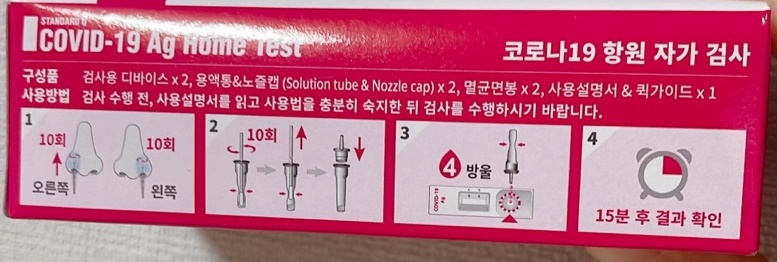 STANDARD Q
COVID-19 Ag Home Test
코로나19 항원 자가 검사
구성품 검사용 디바이스 x 2, 용액통&노즐캡 (Solution tube & Nozzle cap) x 2, 멸균면봉 x 2, 사용설명서 & 퀵가이드 x 1
사용방법 검사 수행 전, 사용설명서를 읽고 사용법을 충분히 숙지한 뒤 검사를 수행하시기 바랍니다.
1
10회 10회
오른쪽 왼쪽
2
10회
3
4 방울
COVID-19
Ag
4
15분 후 결과 확인